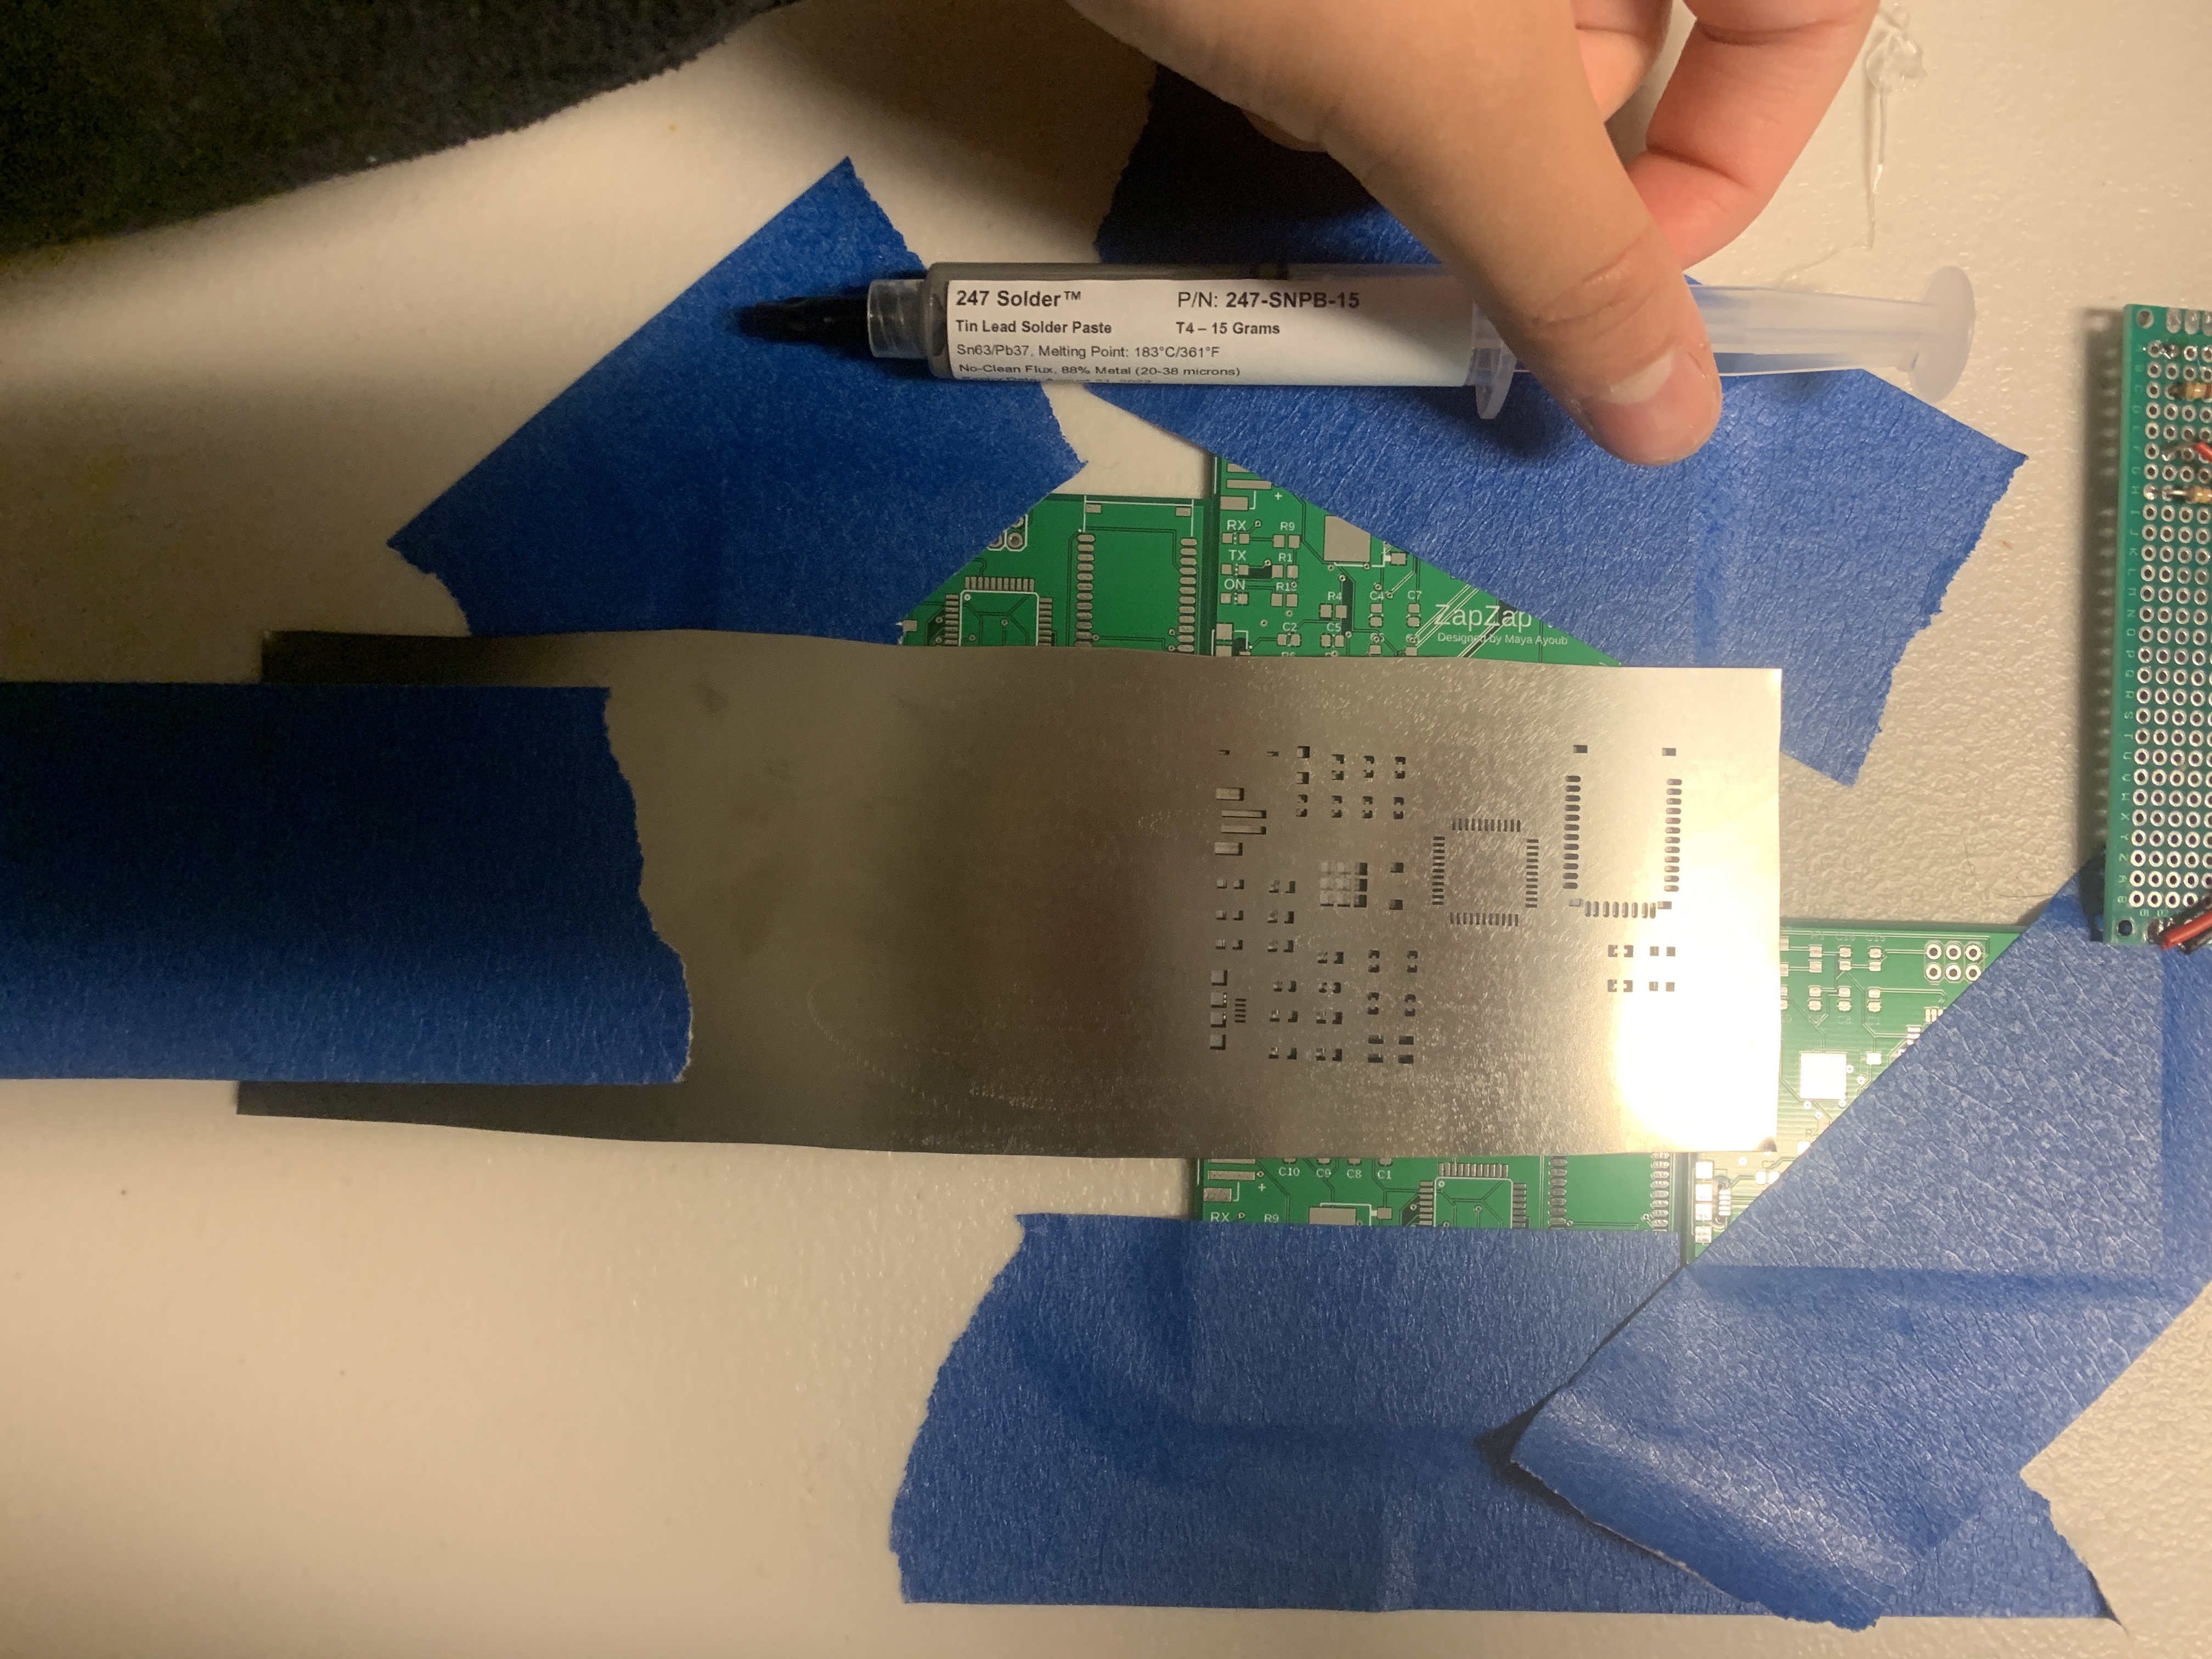 247 Solder™ P/N: 247-SNPB-15
Tin Lead Solder Paste T4 – 15 Grams
Sn63/Pb37, Melting Point: 183°C/361°F
No-Clean Flux, 88% Metal (20-38 microns)
+
RX R9
TX R1
ON R13
R4 C4 C7
C2 C5
ZapZap
Designed by Maya Ayoub
C10 C9 C8 C1
+
RX R9